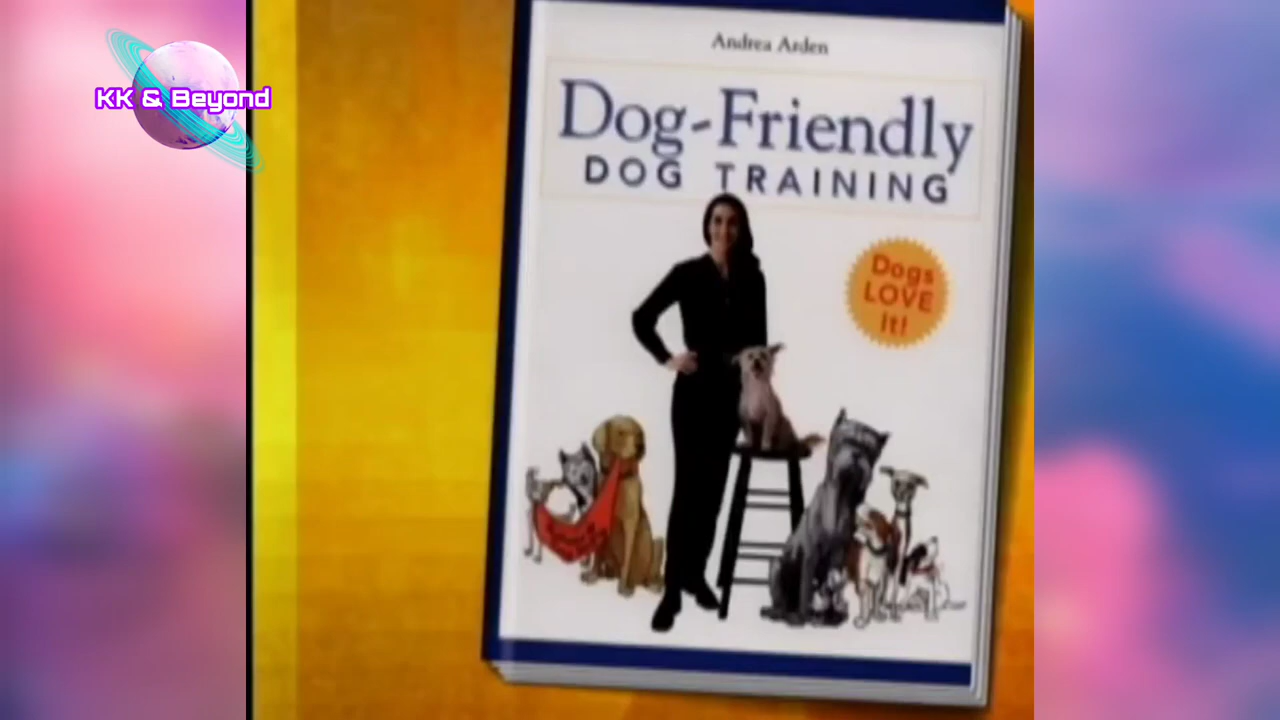 KK & Beyond
Andrea Arden
Dog-Friendly
DOG TRAINING
Dogs
LOVE
It!